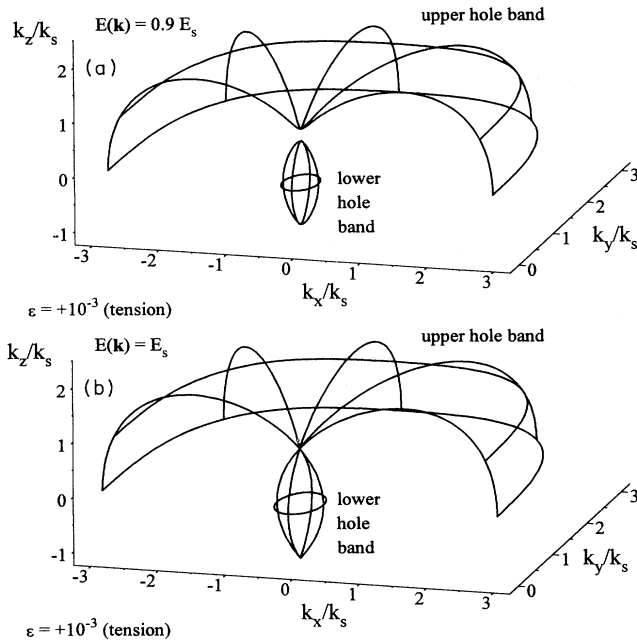 k_z/k_s
E(k) = 0.9 E_s
upper hole band
(a)
2
1
0
-1
lower
hole
band
3
2
1
0
k_y/k_s
-3
-2
-1
0
1
2
3
k_x/k_s
ε = +10^-3 (tension)
k_z/k_s
E(k) = E_s
upper hole band
(b)
2
1
0
-1
lower
hole
band
3
2
1
0
k_y/k_s
-3
-2
-1
0
1
2
3
k_x/k_s
ε = +10^-3 (tension)